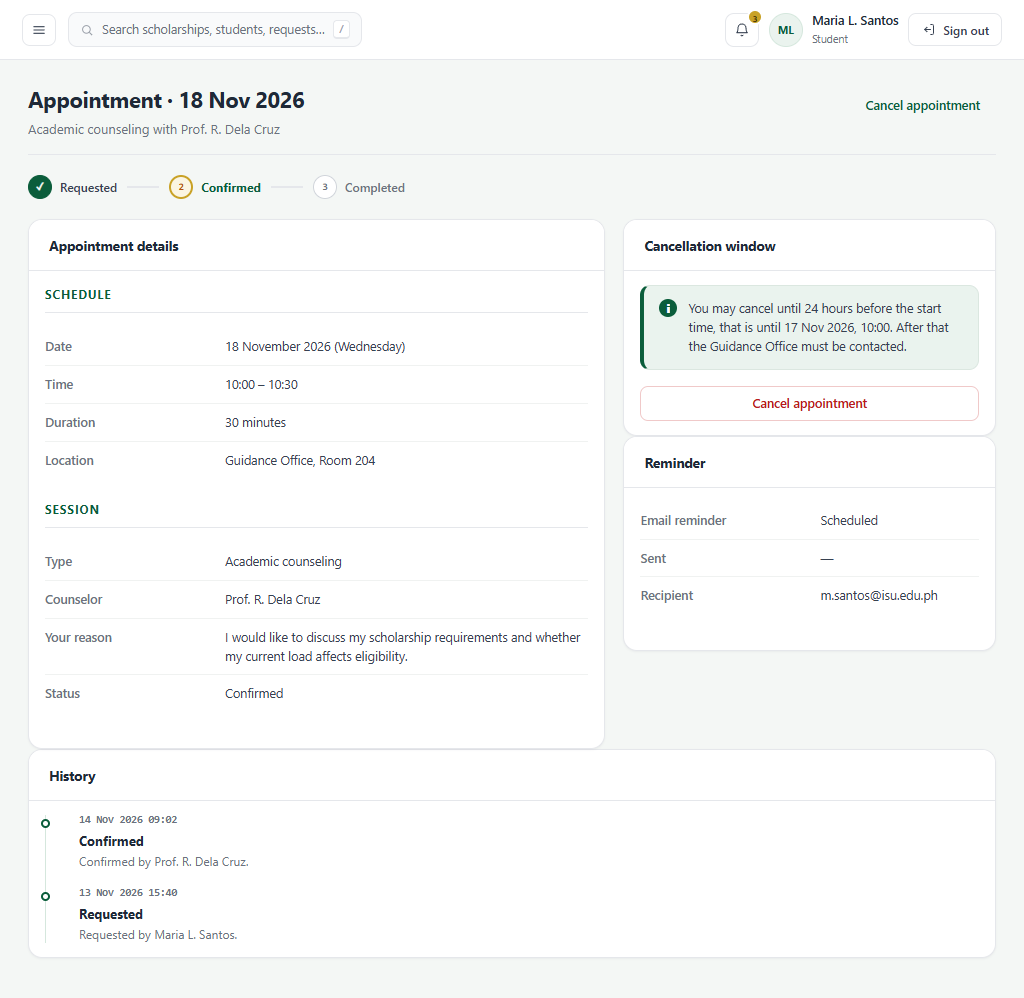 Search scholarships, students, requests... /
3
ML
Maria L. Santos
Student
Sign out
Appointment · 18 Nov 2026
Academic counseling with Prof. R. Dela Cruz
Cancel appointment
Requested
2 Confirmed
3 Completed
Appointment details
SCHEDULE
Date 18 November 2026 (Wednesday)
Time 10:00 – 10:30
Duration 30 minutes
Location Guidance Office, Room 204
SESSION
Type Academic counseling
Counselor Prof. R. Dela Cruz
Your reason I would like to discuss my scholarship requirements and whether
my current load affects eligibility.
Status Confirmed
Cancellation window
You may cancel until 24 hours before the start
time, that is until 17 Nov 2026, 10:00. After that
the Guidance Office must be contacted.
Cancel appointment
Reminder
Email reminder Scheduled
Sent —
Recipient m.santos@isu.edu.ph
History
14 Nov 2026 09:02
Confirmed
Confirmed by Prof. R. Dela Cruz.
13 Nov 2026 15:40
Requested
Requested by Maria L. Santos.